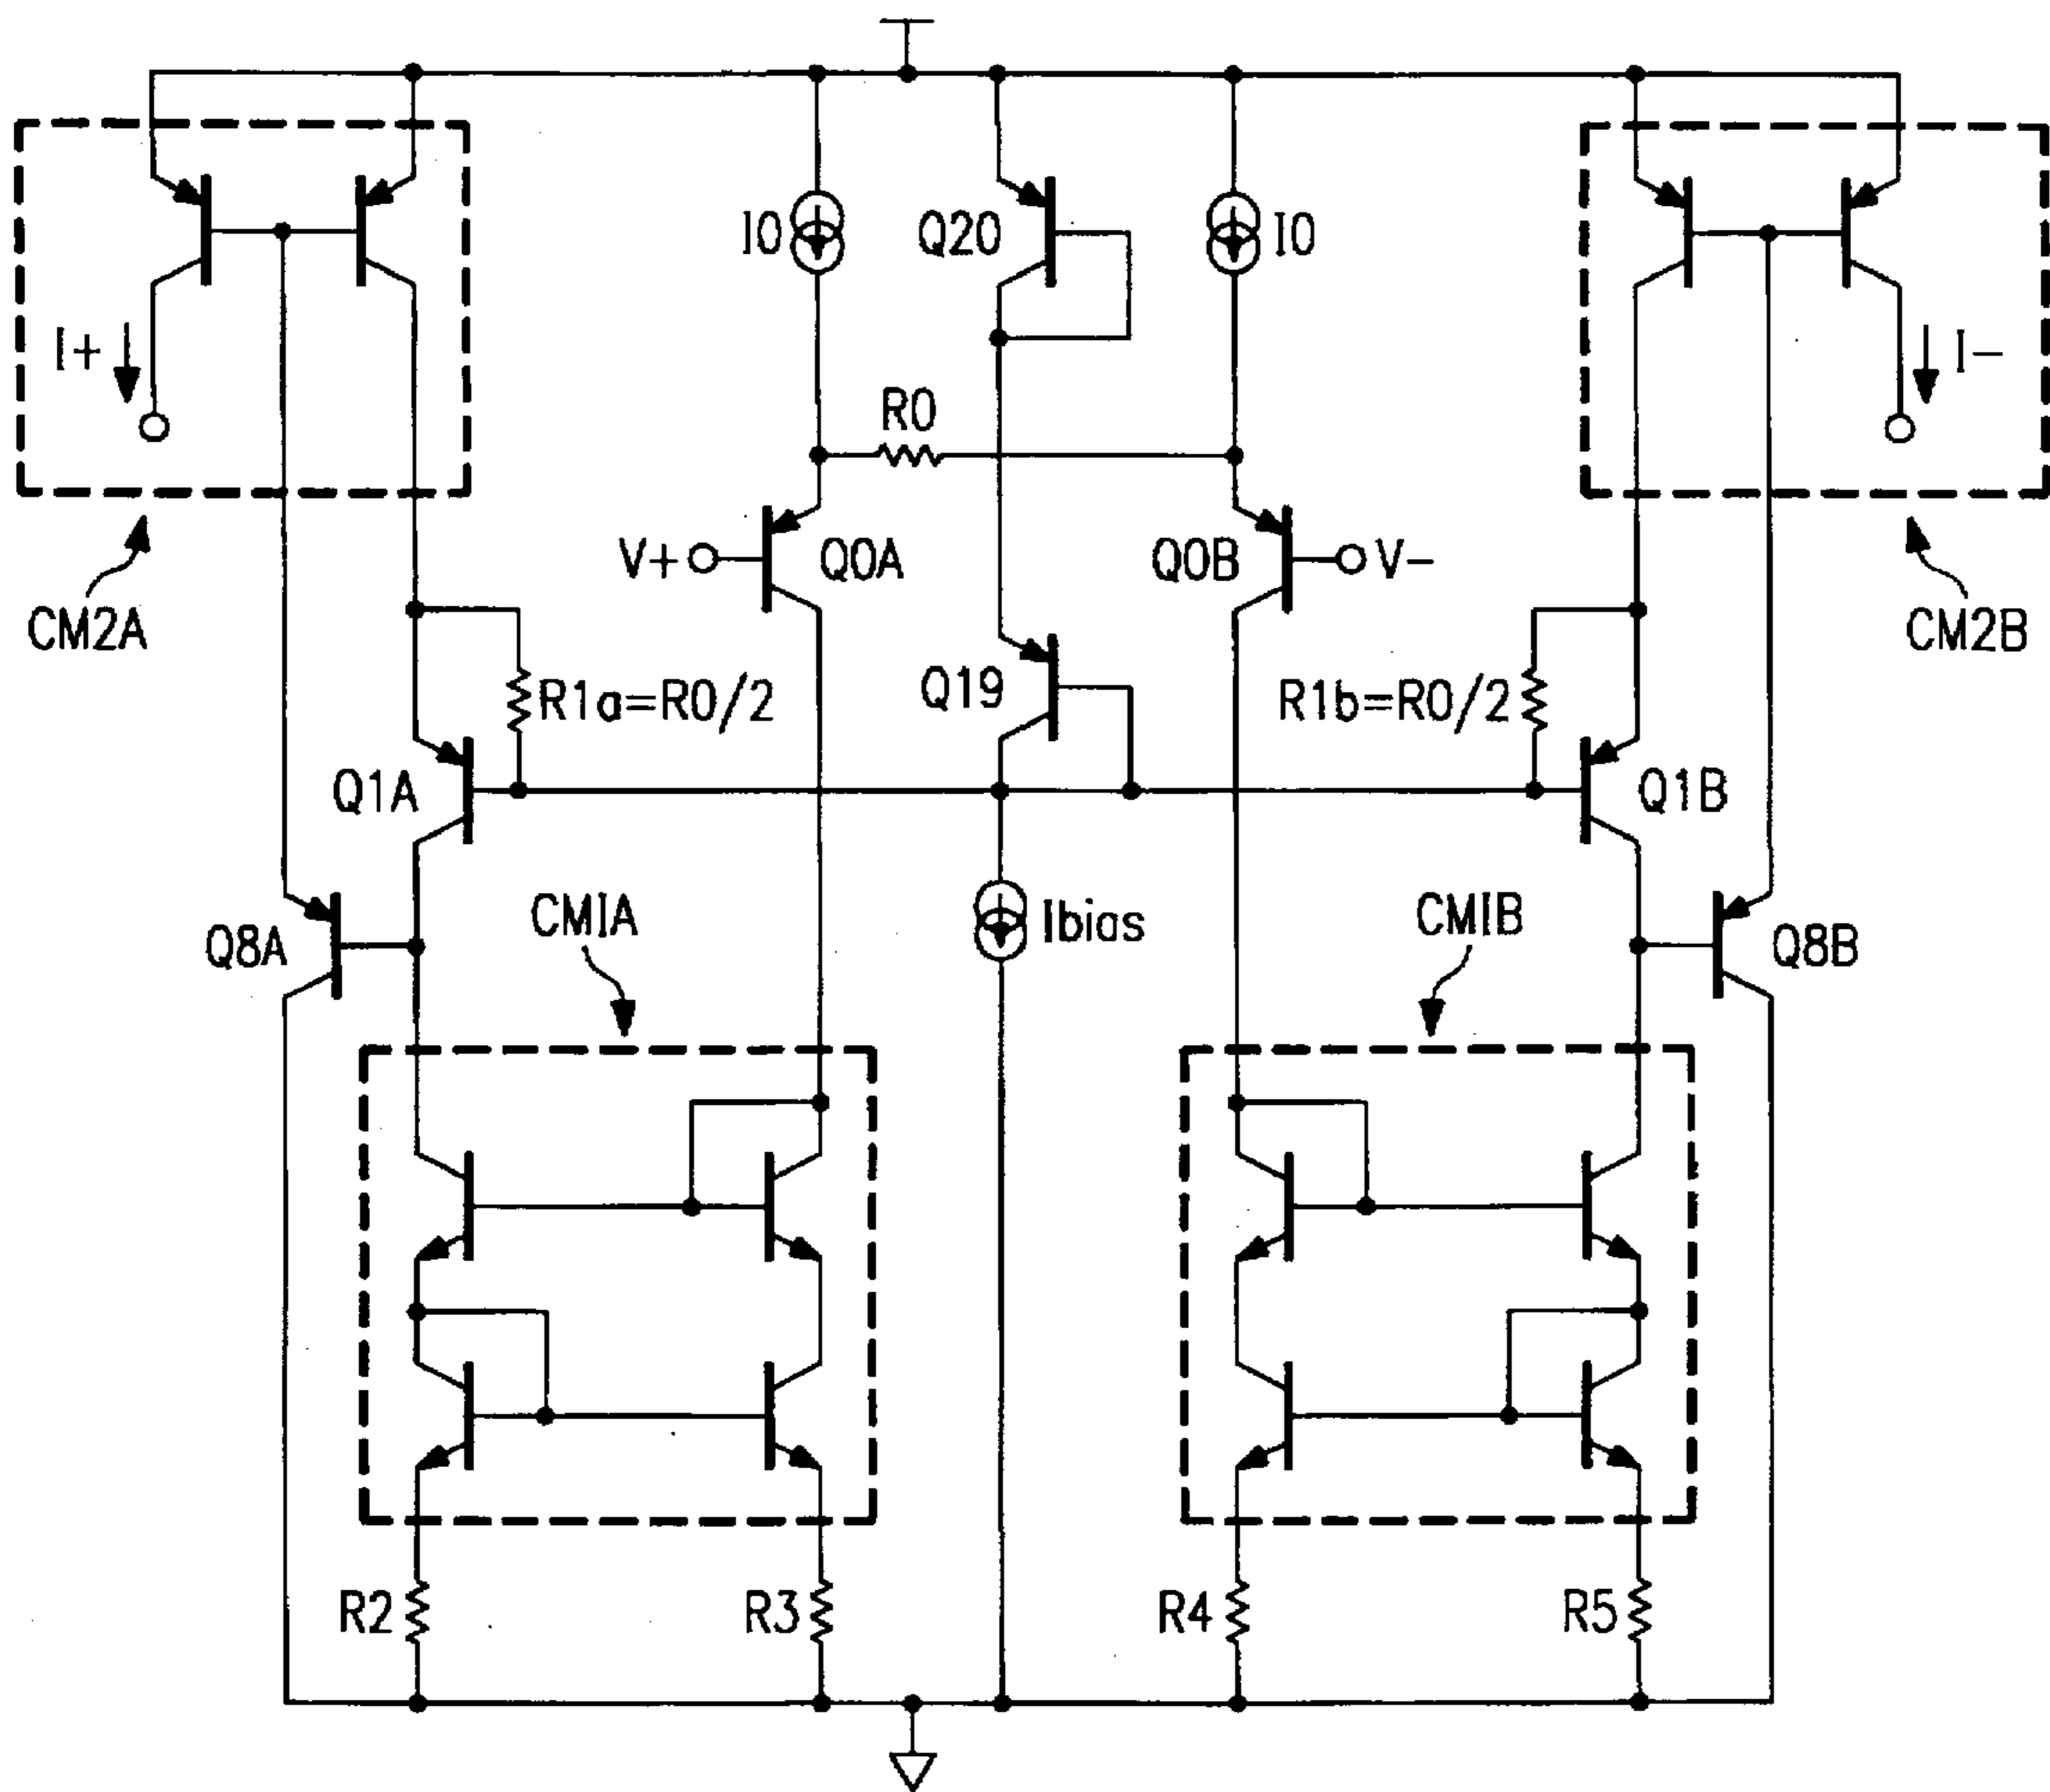 I0
Q20
I0
I+
I-
R0
V+
Q0A
Q0B
V-
CM2A
CM2B
R1a=R0/2
Q19
R1b=R0/2
Q1A
Q1B
CMIA
Ibias
CMIB
Q8A
Q8B
R2
R3
R4
R5